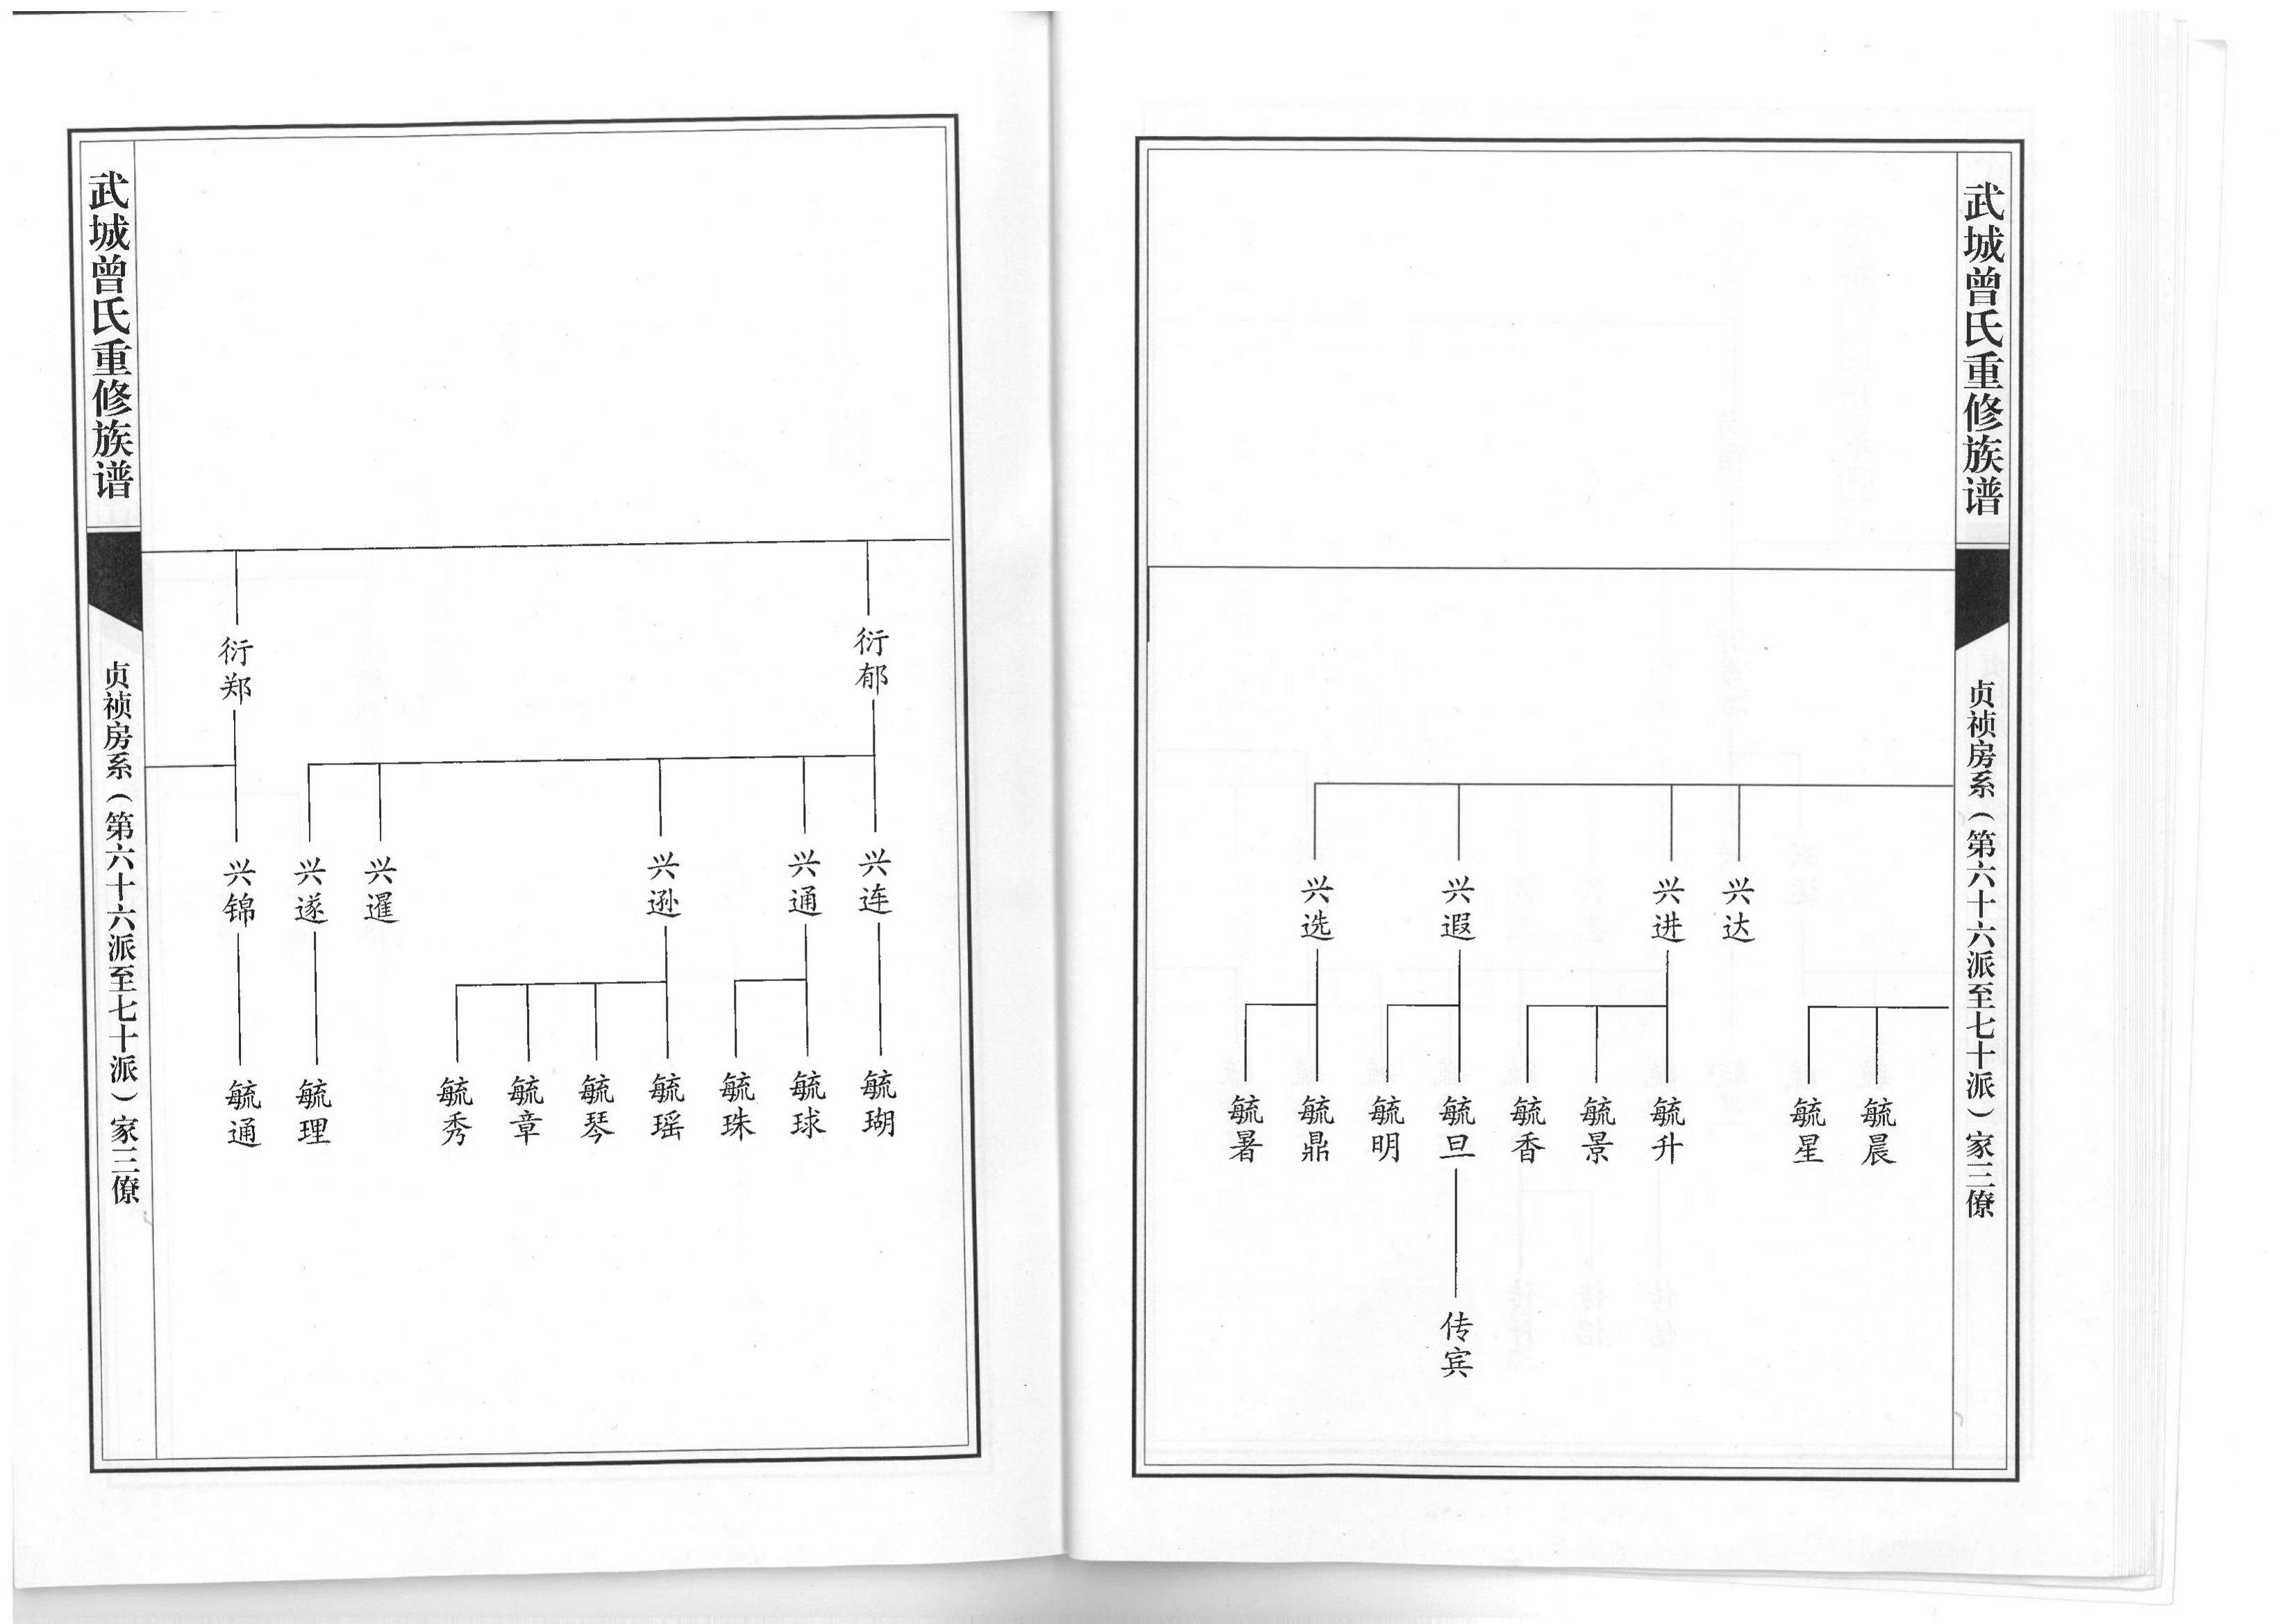 武城曾氏重修族谱
贞祯房系（第六十六派至七十派）家三僚
兴达
兴进
兴遐
兴选
毓晨
毓星
毓升
毓景
毓香
毓旦
毓明
毓鼎
毓暑
传宾
衍郁
衍郑
兴连
兴通
兴逊
兴暹
兴遂
兴锦
毓瑚
毓球
毓珠
毓瑶
毓琴
毓章
毓秀
毓理
毓通
武城曾氏重修族谱
贞祯房系（第六十六派至七十派）家三僚